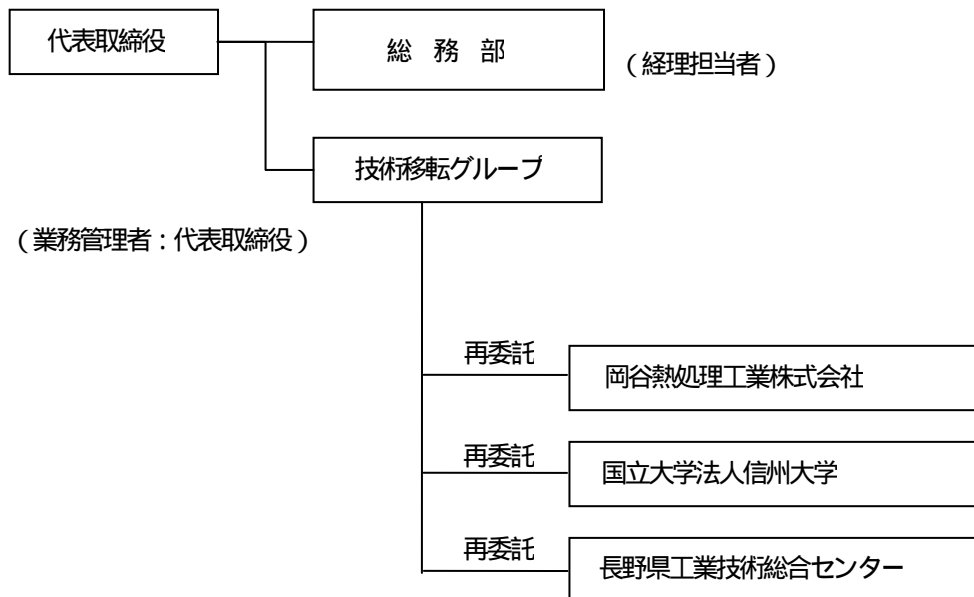 代表取締役
総 務 部
（経理担当者）
技術移転グループ
（業務管理者：代表取締役）
再委託
岡谷熱処理工業株式会社
再委託
国立大学法人信州大学
再委託
長野県工業技術総合センター